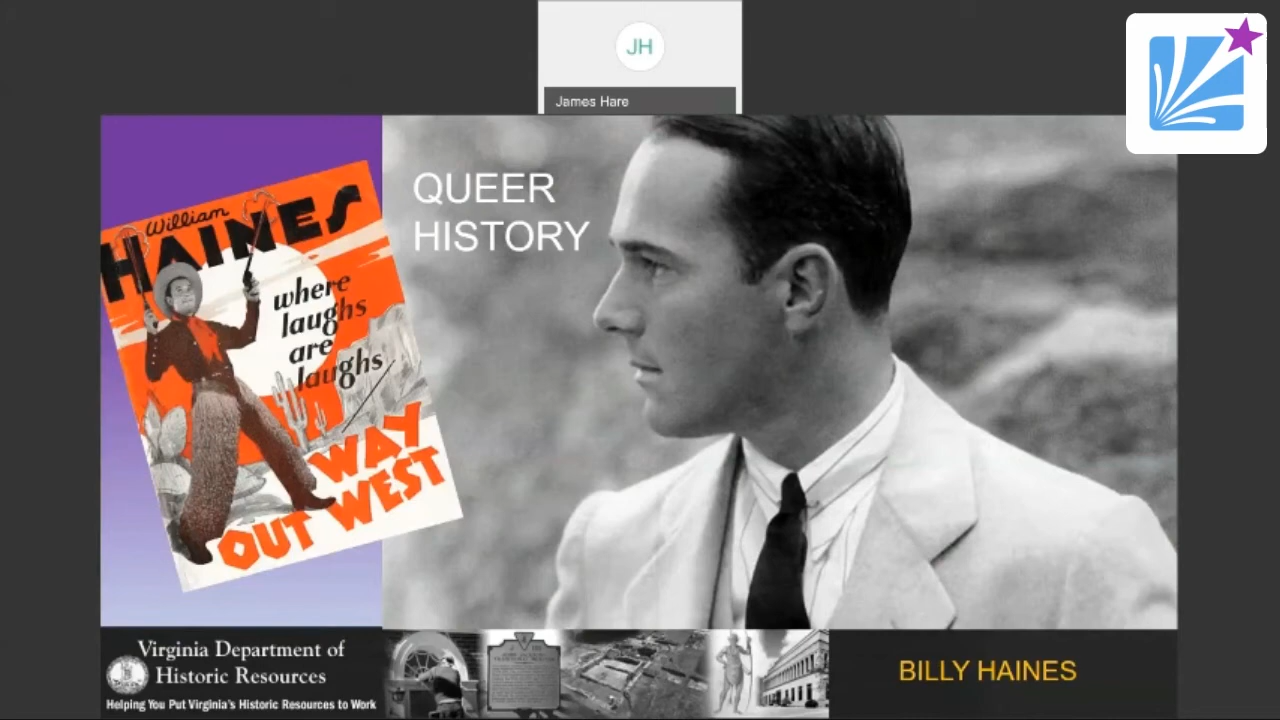 JH
James Hare
QUEER
HISTORY
William
HAINES
where
laughs
are
laughs
WAY
OUT WEST
Virginia Department of
Historic Resources
Helping You Put Virginia's Historic Resources to Work
BILLY HAINES